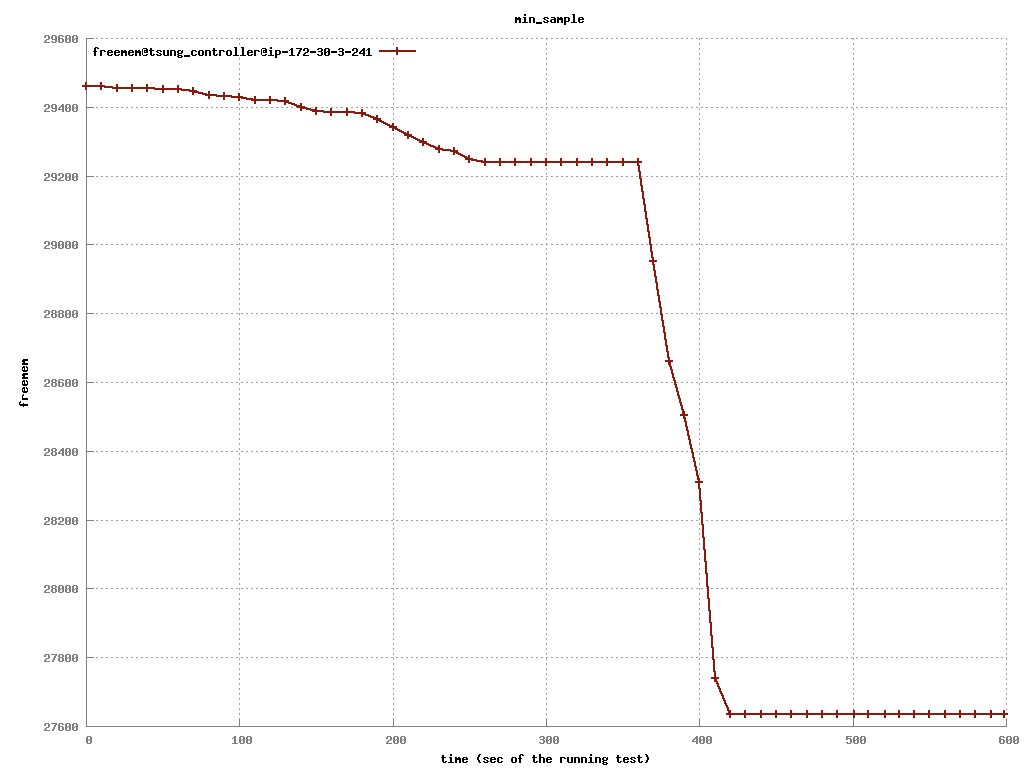 min_sample
freemem@tsung_controller@ip-172-30-3-241
29600
29400
29200
29000
28800
28600
28400
28200
28000
27800
27600
freemem
0 100 200 300 400 500 600
time (sec of the running test)